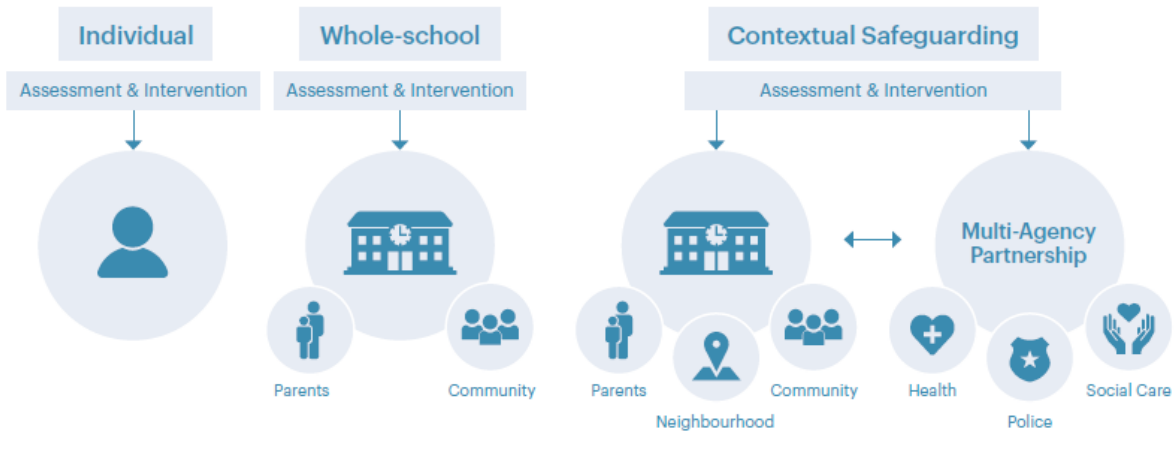 Individual
Whole-school
Contextual Safeguarding
Assessment & Intervention
Assessment & Intervention
Assessment & Intervention
Multi-Agency
Partnership
Parents
Community
Parents
Neighbourhood
Community
Health
Police
Social Care